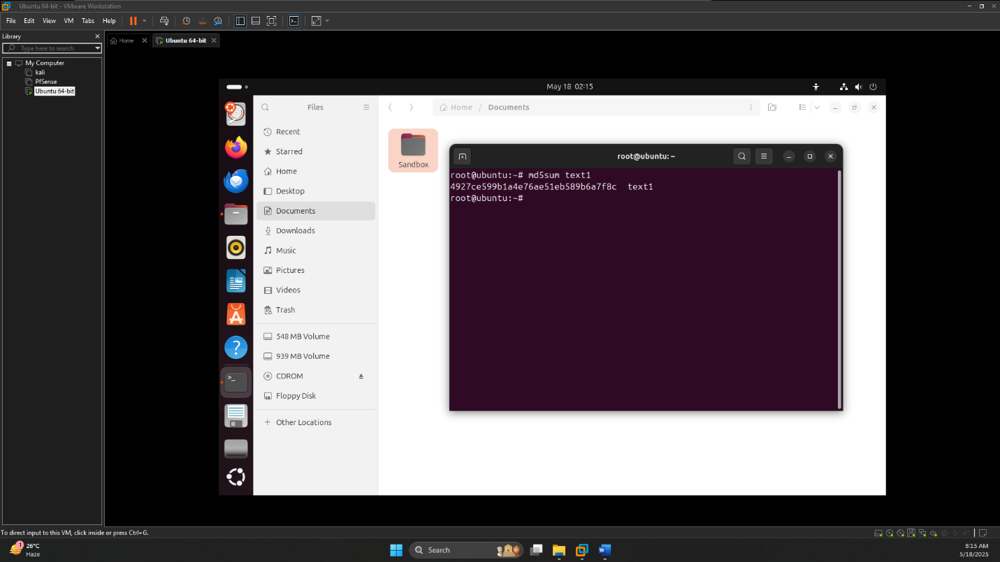 Ubuntu 64-bit - VMware Workstation
File Edit View VM Tabs Help
Library
Type here to search
My Computer
kali
PfSense
Ubuntu 64-bit
Home
Ubuntu 64-bit
May 18 02:15
Files
Home / Documents
Recent
Starred
Home
Desktop
Documents
Downloads
Music
Pictures
Videos
Trash
548 MB Volume
939 MB Volume
CDROM
Floppy Disk
Other Locations
Sandbox
root@ubuntu: ~
root@ubuntu:~# md5sum text1
4927ce599b1a4e76ae51eb589b6a7f8c  text1
root@ubuntu:~#
To direct input to this VM, click inside or press Ctrl+G.
1
26°C
Haze
Search
8:15 AM
5/18/2025